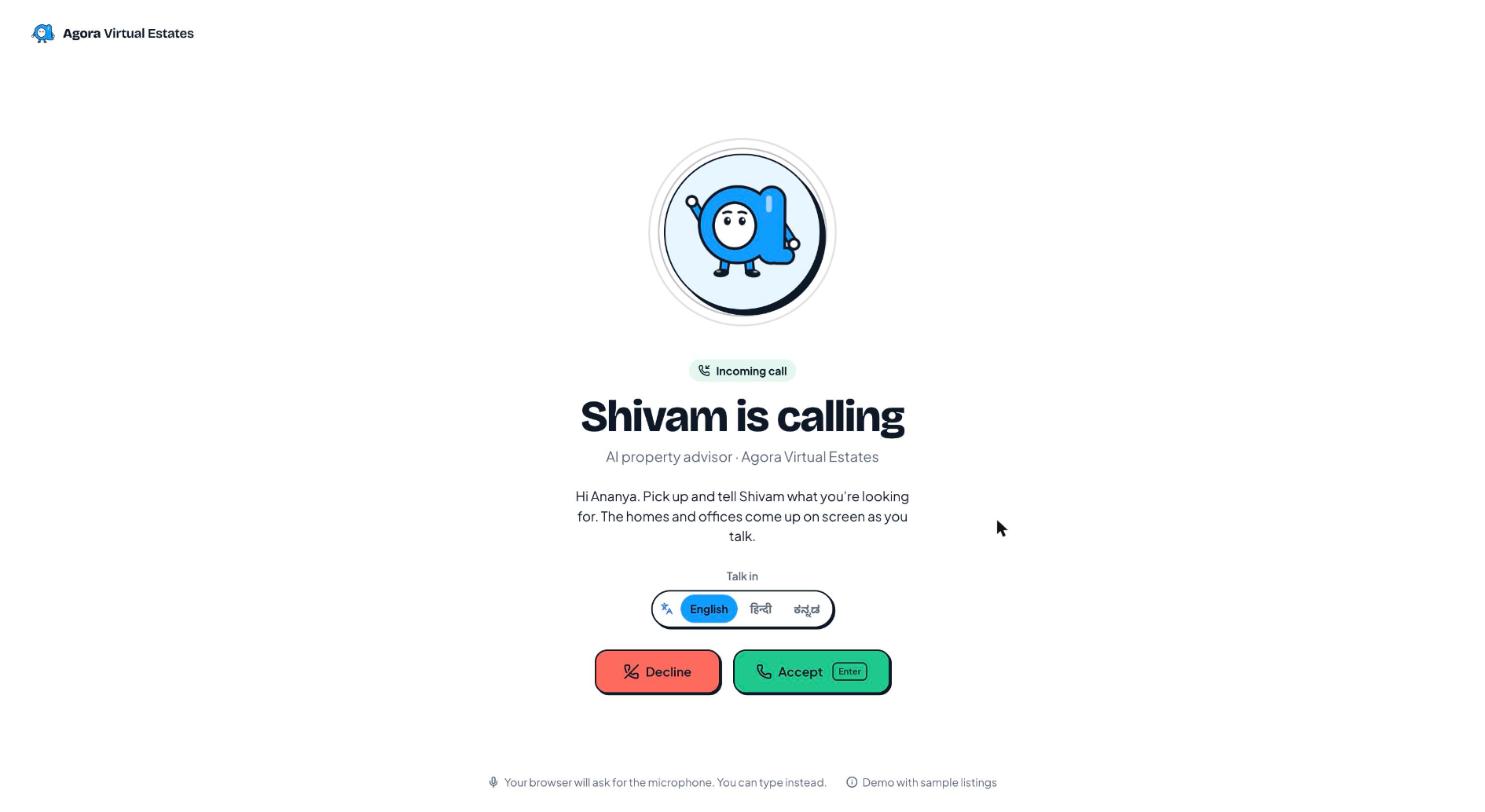 Agora Virtual Estates
Incoming call
Shivam is calling
AI property advisor · Agora Virtual Estates
Hi Ananya. Pick up and tell Shivam what you're looking
for. The homes and offices come up on screen as you
talk.
Talk in
English हिन्दी ಕನ್ನಡ
Decline Accept Enter
Your browser will ask for the microphone. You can type instead. Demo with sample listings